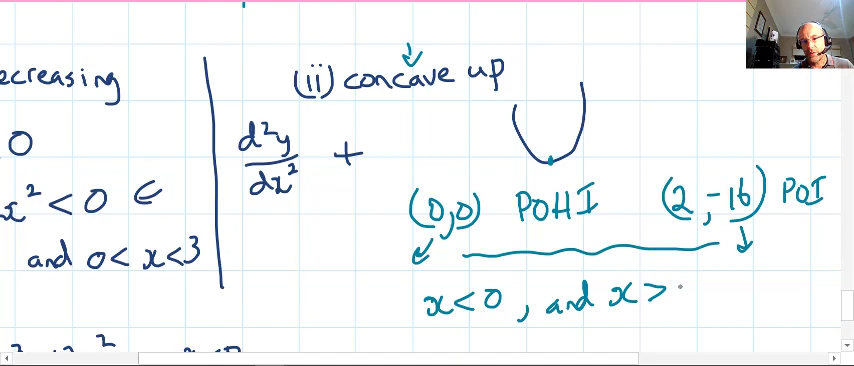 ecreasing
0
x² < 0
and 0 < x < 3
(ii) concave up
d²y/dx² +
(0,0) POHI (2,-16) POI
x < 0, and x >